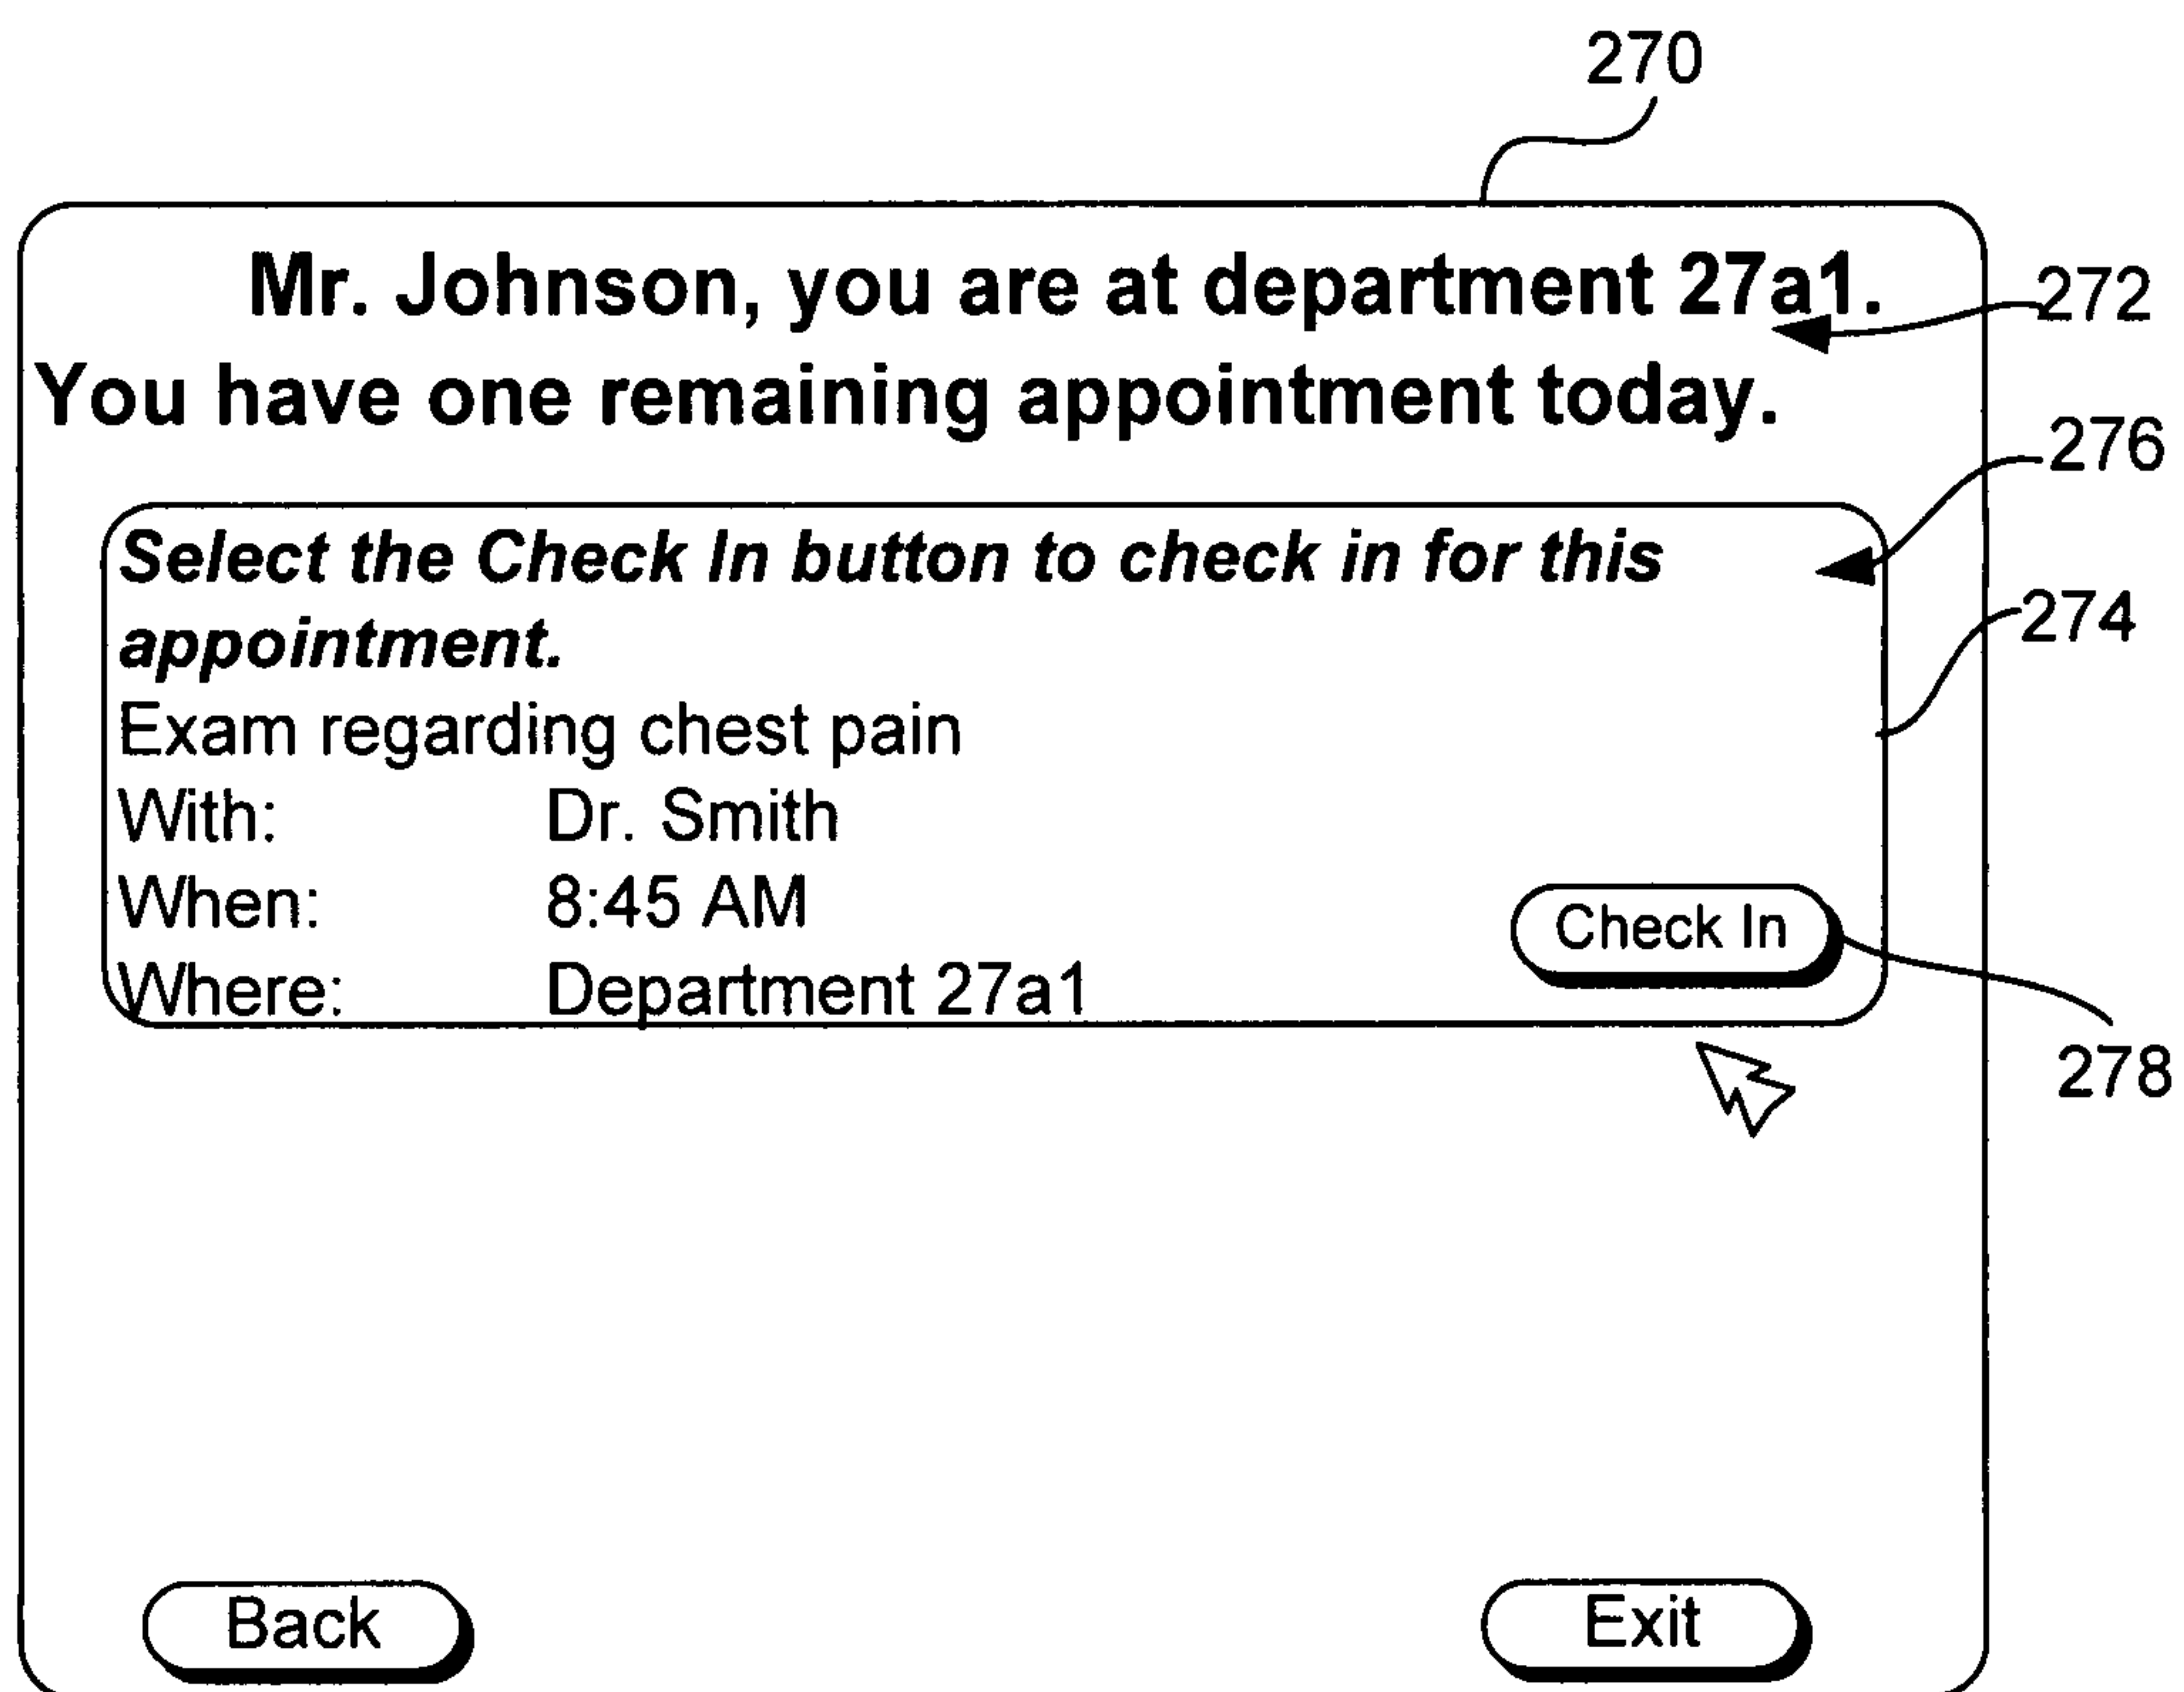 270
Mr. Johnson, you are at department 27a1.
272
You have one remaining appointment today.
276
Select the Check In button to check in for this
appointment.
274
Exam regarding chest pain
With: Dr. Smith
When: 8:45 AM
Check In
Where: Department 27a1
278
Back Exit